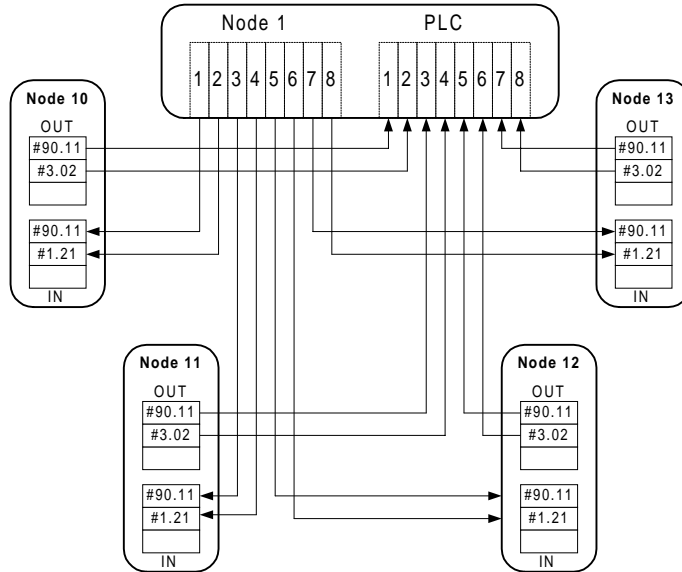 Node 1 PLC
1 2 3 4 5 6 7 8 1 2 3 4 5 6 7 8
Node 10
OUT
#90.11
#3.02
#90.11
#1.21
IN
Node 13
OUT
#90.11
#3.02
#90.11
#1.21
IN
Node 11
OUT
#90.11
#3.02
#90.11
#1.21
IN
Node 12
OUT
#90.11
#3.02
#90.11
#1.21
IN